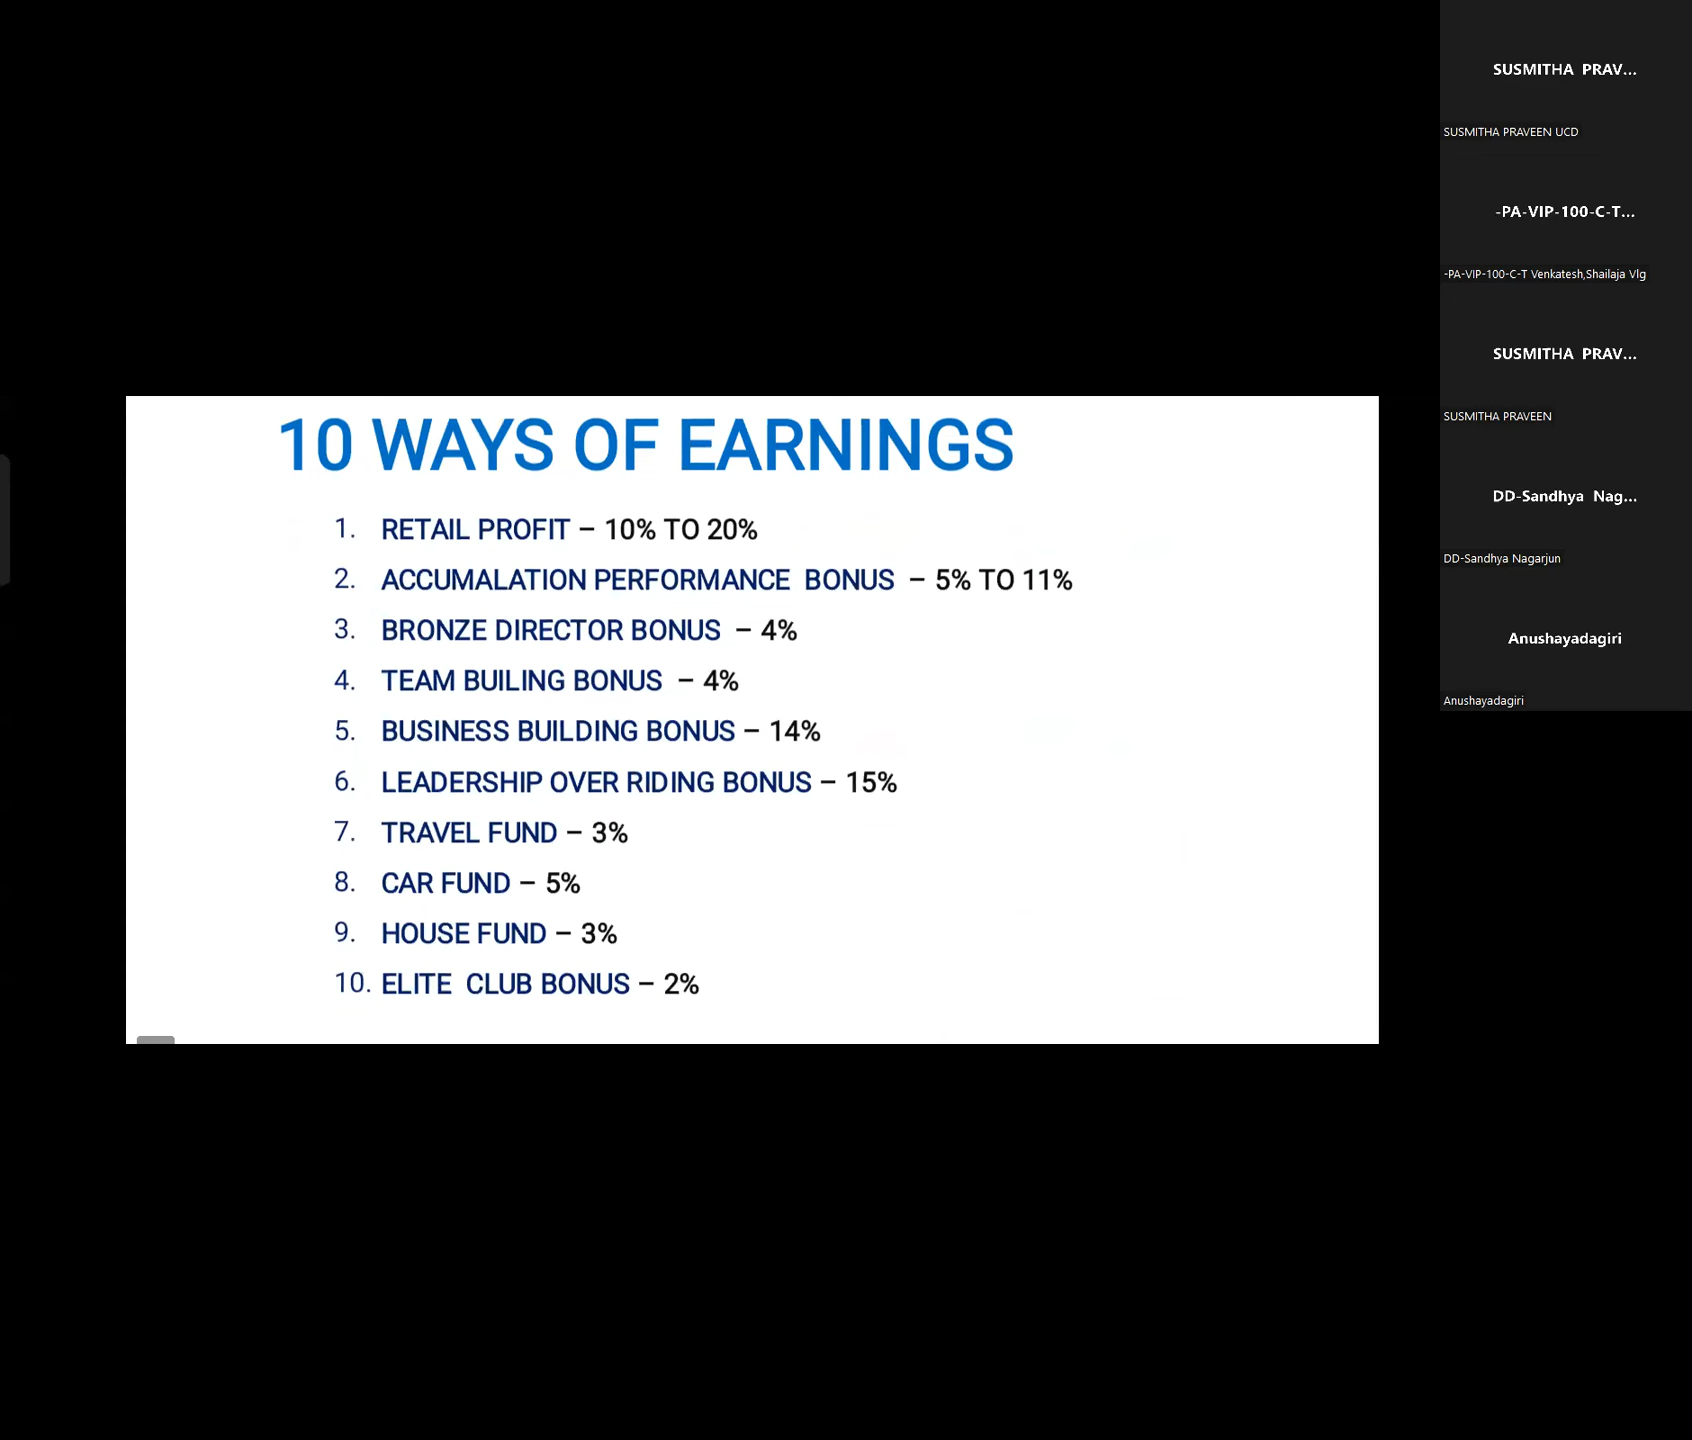 10 WAYS OF EARNINGS
1. RETAIL PROFIT – 10% TO 20%
2. ACCUMALATION PERFORMANCE BONUS – 5% TO 11%
3. BRONZE DIRECTOR BONUS – 4%
4. TEAM BUILING BONUS – 4%
5. BUSINESS BUILDING BONUS – 14%
6. LEADERSHIP OVER RIDING BONUS – 15%
7. TRAVEL FUND – 3%
8. CAR FUND – 5%
9. HOUSE FUND – 3%
10. ELITE CLUB BONUS – 2%
SUSMITHA PRAV...
SUSMITHA PRAVEEN UCD
-PA-VIP-100-C-T...
-PA-VIP-100-C-T Venkatesh,Shailaja Vlg
SUSMITHA PRAV...
SUSMITHA PRAVEEN
DD-Sandhya Nag...
DD-Sandhya Nagarjun
Anushayadagiri
Anushayadagiri